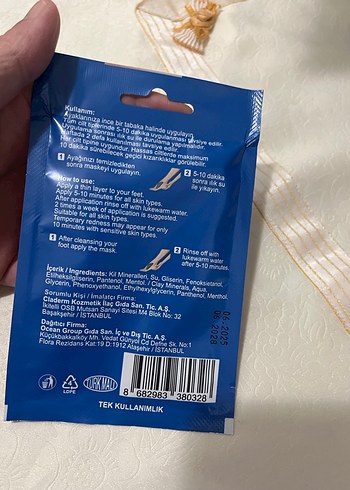 Kullanım:
Ayaklarınıza ince bir tabaka halinde uygulayın.
Tüm cilt tiplerinde 5-10 dakika uygulanması tavsiye edilir.
Uygulama sonrası ılık su ile durulama yapılmalıdır.
Haftada 2 defa kullanılması tavsiye edilir.
Her cit tipine uygundur. Hassas ciltlerde maksimum
10 dakika sürebilecek geçici kızarıklıklar görülebilir.
1 Ayağınızı temizledikten
sonra maskeyi uygulayın.
2 5-10 dakika
sonra ılık su
ile yıkayın.
How to use:
Apply a thin layer to your feet.
Apply 5-10 minutes for all skin types.
After application rinse off with lukewarm water.
2 times a week of application is suggested.
Suitable for all skin types.
Temporary redness may appear for only
10 minutes with sensitive skin types.
1 After cleansing your
foot apply the mask.
2 Rinse off with
lukewarm water
after 5-10 minutes.
İçerik / Ingredients: Kil Mineralleri, Su, Gliserin, Fenoksietanol,
Etilheksilgliserin, Pantenol, Mentol / Clay Minerals, Aqua,
Glycerin, Phenoxyethanol, Ethylhexylglycerin, Panthenol, Menthol.
Sorumlu Kişi / İmalatçı Firma:
Claderm Kozmetik İlaç Gıda San. Tic. A.Ş.
İkitelli OSB Mutsan Sanayi Sitesi M4 Blok No: 32
Başakşehir / İSTANBUL
Dağıtıcı Firma:
Ocean Group Gıda San. İç ve Dış Tic. A.Ş.
Küçükbakkalköy Mh. Vedat Günyol Cd Defne Sk. No:1
Flora Rezidans Kat:19 D:1912 Ataşehir / İSTANBUL
04.2025
04.2028
LDPE
TÜRK MALI
8 682983 380328
TEK KULLANIMLIK